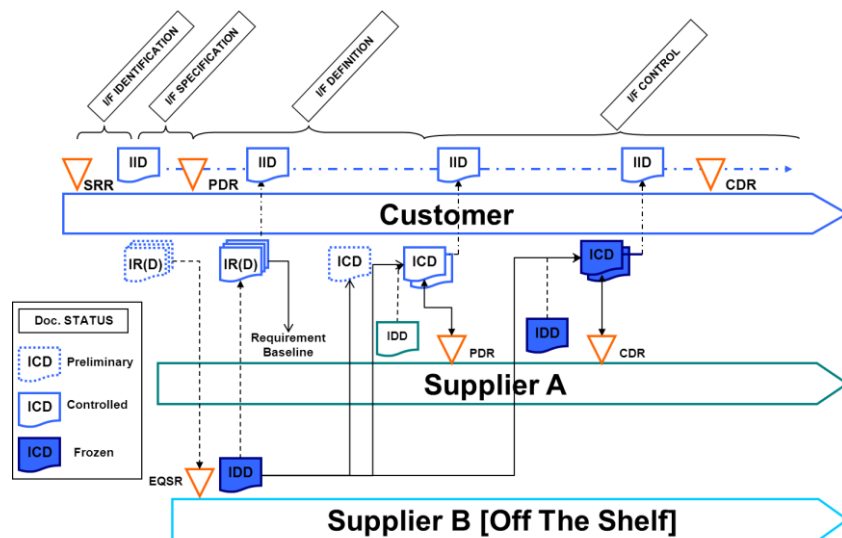 I/F IDENTIFICATION
I/F SPECIFICATION
I/F DEFINITION
I/F CONTROL
IID
IID
IID
IID
SRR
PDR
CDR
Customer
IR(D)
IR(D)
ICD
ICD
ICD
Doc. STATUS
ICD
Preliminary
ICD
Controlled
ICD
Frozen
Requirement
Baseline
IDD
IDD
PDR
CDR
Supplier A
EQSR
IDD
Supplier B [Off The Shelf]